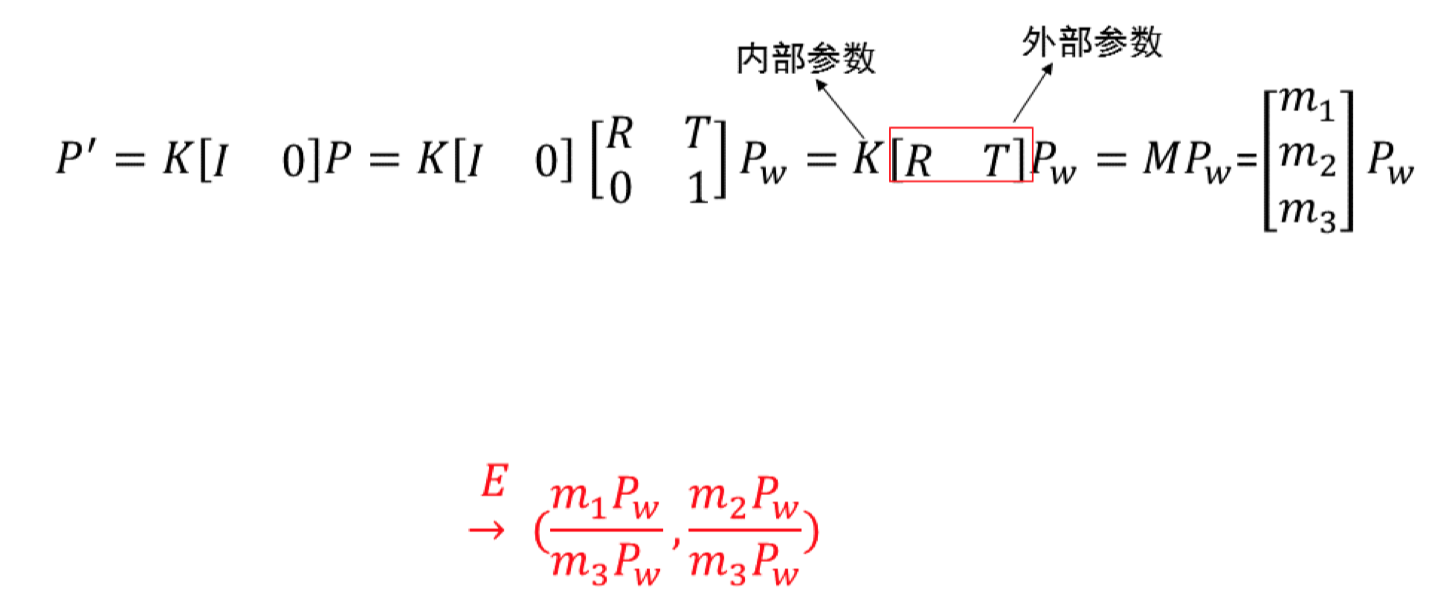 内部参数
外部参数
P′ = K[I 0]P = K[I 0] [R T; 0 1] P_w = K[R T]P_w = MP_w= [m_1; m_2; m_3] P_w
E
→ (m_1P_w/m_3P_w, m_2P_w/m_3P_w)